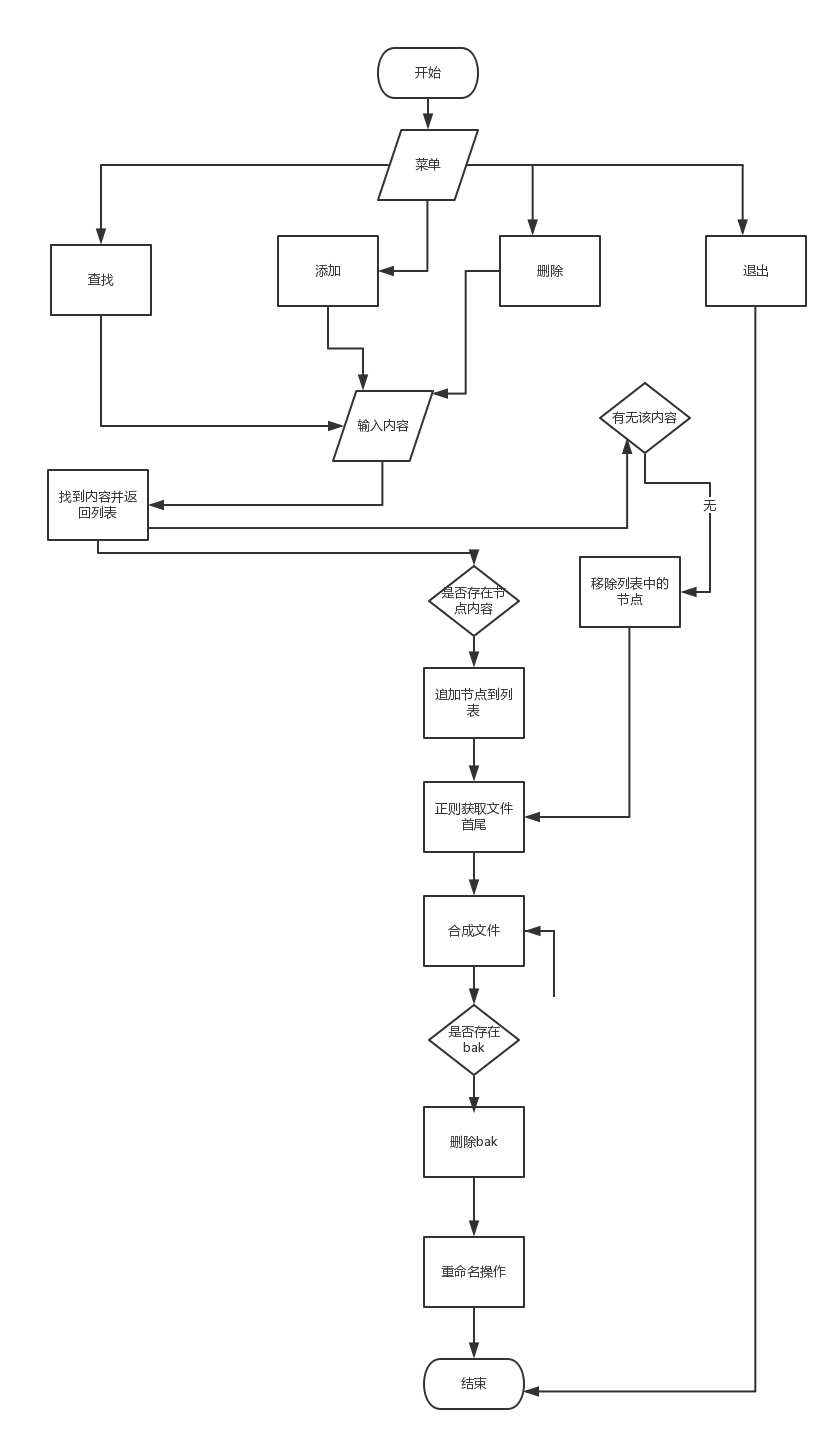 开始
菜单
查找
添加
删除
退出
输入内容
有无该内容
找到内容并返
回列表
无
是否存在节
点内容
移除列表中的
节点
追加节点到列
表
正则获取文件
首尾
合成文件
是否存在
bak
删除bak
重命名操作
结束